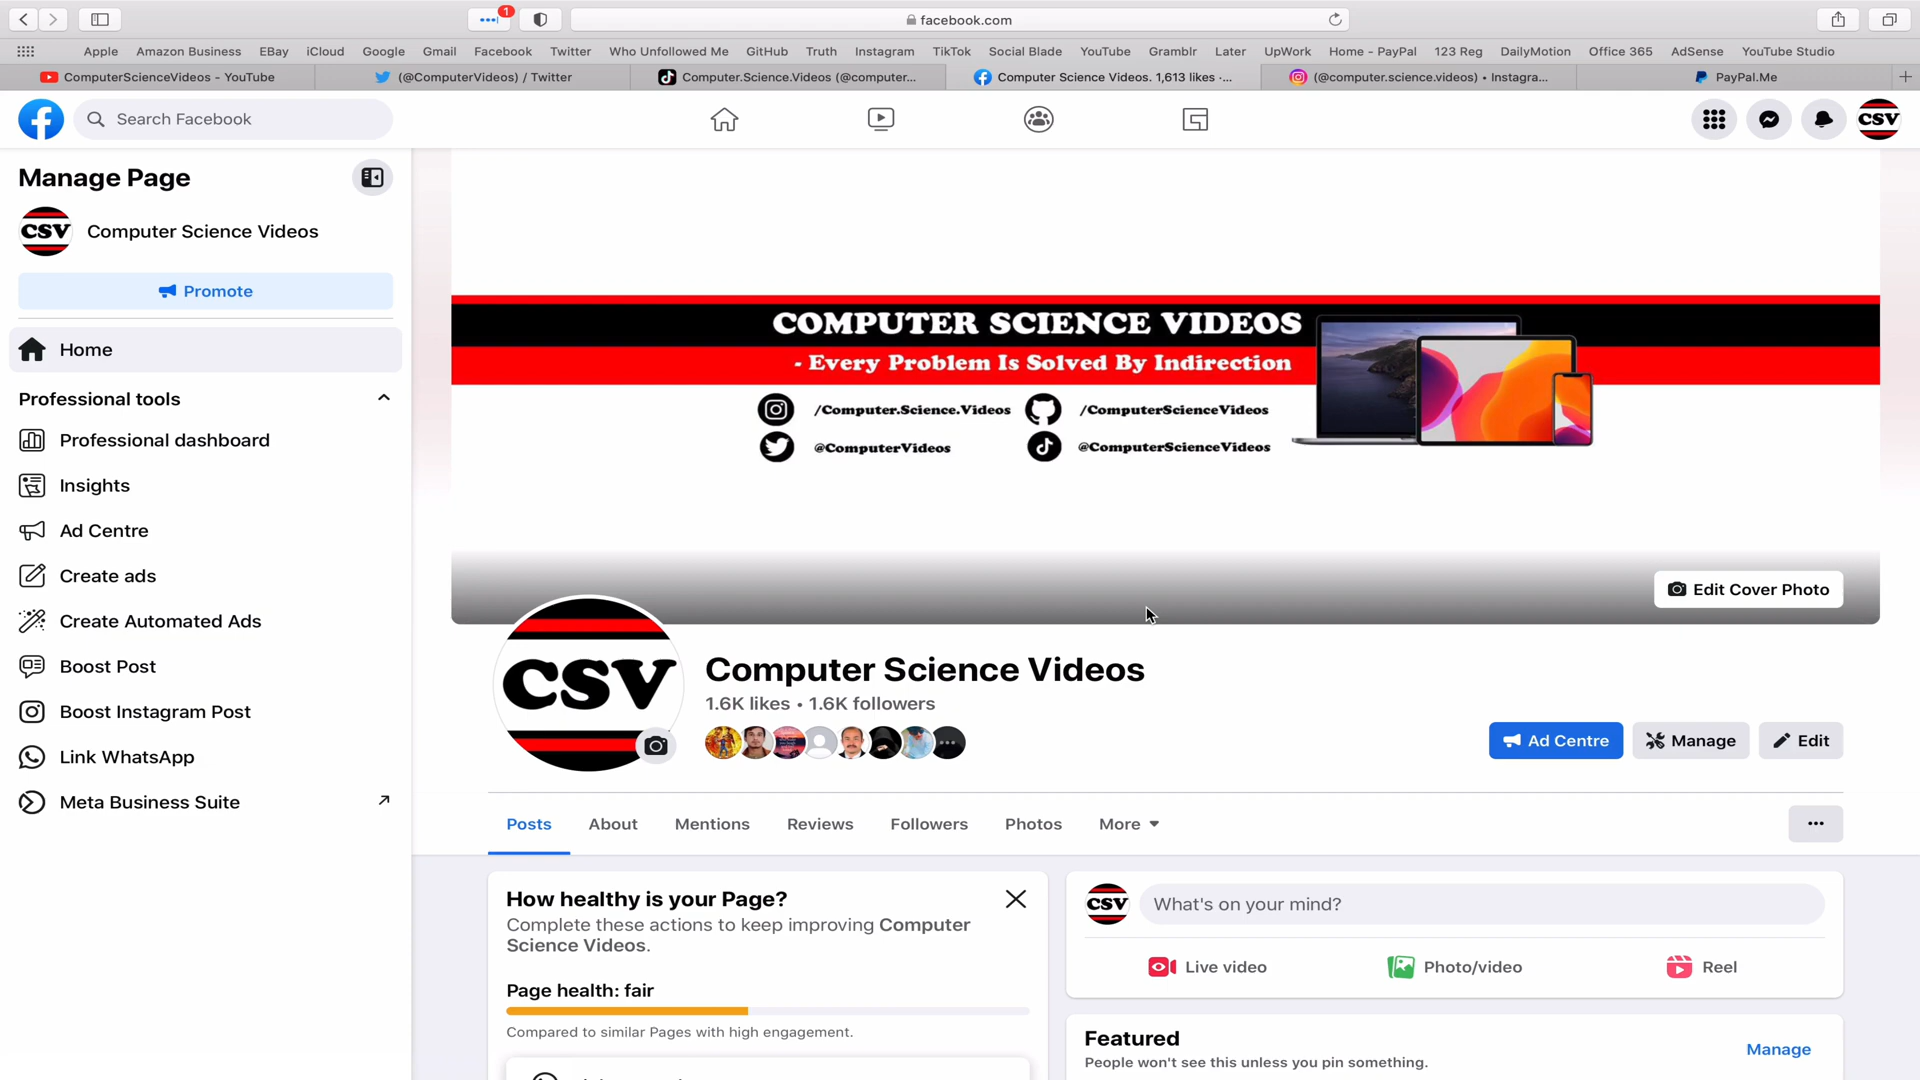 1
facebook.com
Apple Amazon Business EBay iCloud Google Gmail Facebook Twitter Who Unfollowed Me GitHub Truth Instagram TikTok Social Blade YouTube Gramblr Later UpWork Home - PayPal 123 Reg DailyMotion Office 365 AdSense YouTube Studio
ComputerScienceVideos - YouTube
(@ComputerVideos) / Twitter
Computer.Science.Videos (@computer...
Computer Science Videos. 1,613 likes ·...
(@computer.science.videos) • Instagra...
PayPal.Me
Search Facebook
CSV
Manage Page
CSV
Computer Science Videos
Promote
Home
Professional tools
Professional dashboard
Insights
Ad Centre
Create ads
Create Automated Ads
Boost Post
Boost Instagram Post
Link WhatsApp
Meta Business Suite
COMPUTER SCIENCE VIDEOS
- Every Problem Is Solved By Indirection
/Computer.Science.Videos
/ComputerScienceVideos
@ComputerVideos
@ComputerScienceVideos
Edit Cover Photo
CSV
Computer Science Videos
1.6K likes • 1.6K followers
Ad Centre
Manage
Edit
Posts
About
Mentions
Reviews
Followers
Photos
More
How healthy is your Page?
Complete these actions to keep improving Computer
Science Videos.
Page health: fair
Compared to similar Pages with high engagement.
CSV
What's on your mind?
Live video
Photo/video
Reel
Featured
Manage
People won't see this unless you pin something.